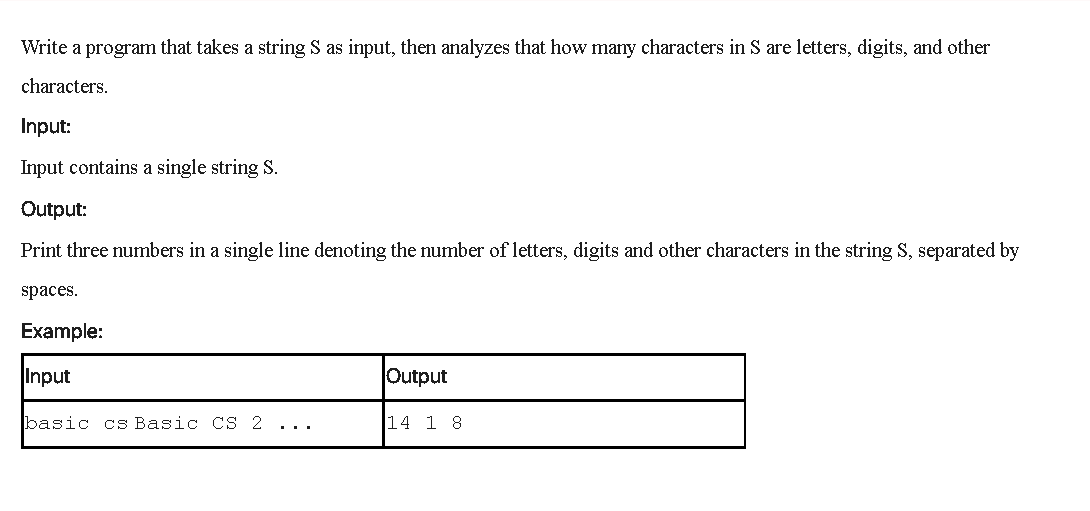 Write a program that takes a string S as input, then analyzes that how many characters in S are letters, digits, and other
characters.
Input:
Input contains a single string S.
Output:
Print three numbers in a single line denoting the number of letters, digits and other characters in the string S, separated by
spaces.
Example:
Input Output
basic cs Basic CS 2 ... 14 1 8